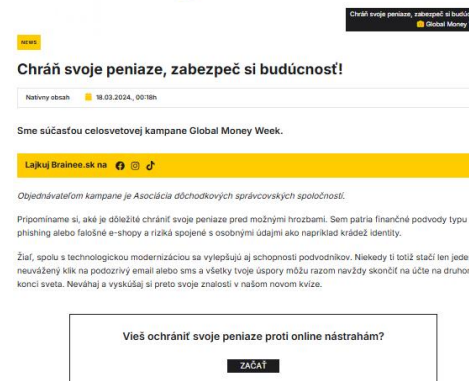 Chráň svoje peniaze, zabezpeč si
Global Money
NEWS
Chráň svoje peniaze, zabezpeč si budúcnosť!
Natívny obsah 18.03.2024., 00:18h
Sme súčasťou celosvetovej kampane Global Money Week.
Lajkuj Brainee.sk na
Objednávateľom kampane je Asociácia dôchodkových správcovských spoločností.
Pripomíname si, aké je dôležité chrániť svoje peniaze pred možnými hrozbami. Sem patria finančné podvody typu
phishing alebo falošné e-shopy a riziká spojené s osobnými údajmi ako napríklad krádež identity.
Žiaľ, spolu s technologickou modernizáciou sa vylepšujú aj schopnosti podvodníkov. Niekedy ti totiž stačí len jede
neuvážený klik na podozrivý email alebo sms a všetky tvoje úspory môžu razom navždy skončiť na účte na druho
konci sveta. Neváhaj a vyskúšaj si preto svoje znalosti v našom novom kvíze.
Vieš ochrániť svoje peniaze proti online nástrahám?
ZAČAŤ